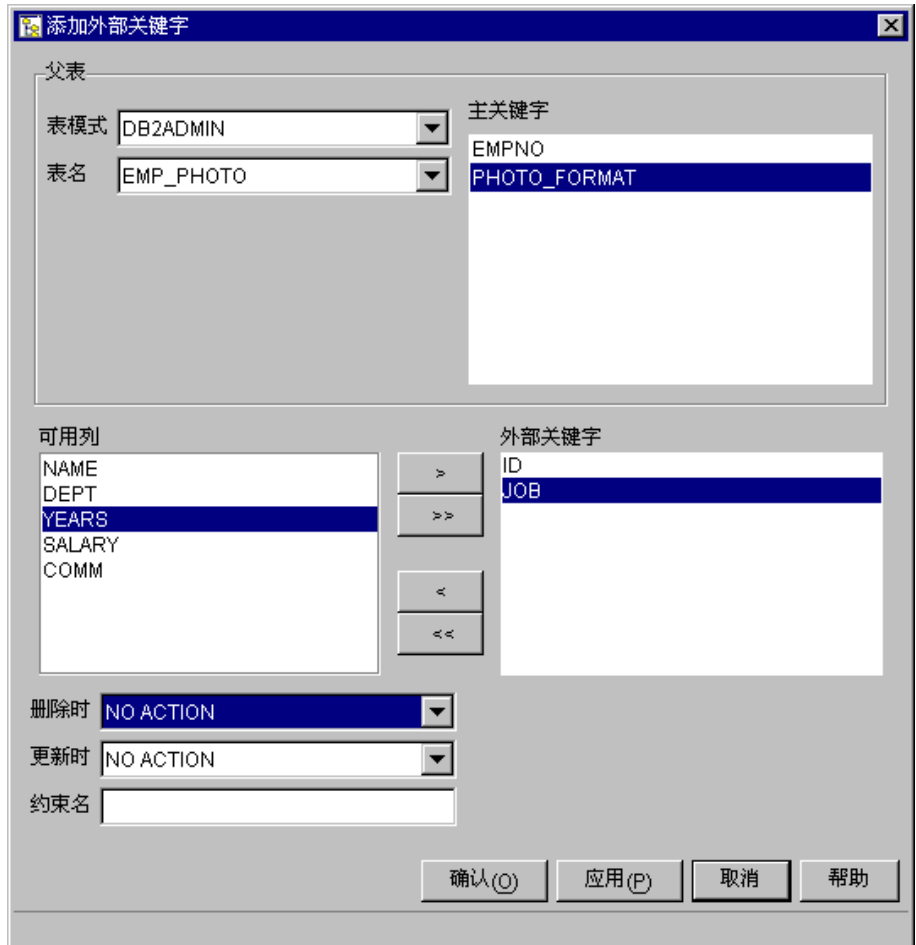 添加外部关键字
父表
表模式 DB2ADMIN
表名 EMP_PHOTO
主关键字
EMPNO
PHOTO_FORMAT
可用列
NAME
DEPT
YEARS
SALARY
COMM
>
>>
<
<<
外部关键字
ID
JOB
删除时 NO ACTION
更新时 NO ACTION
约束名
确认(O) 应用(P) 取消 帮助